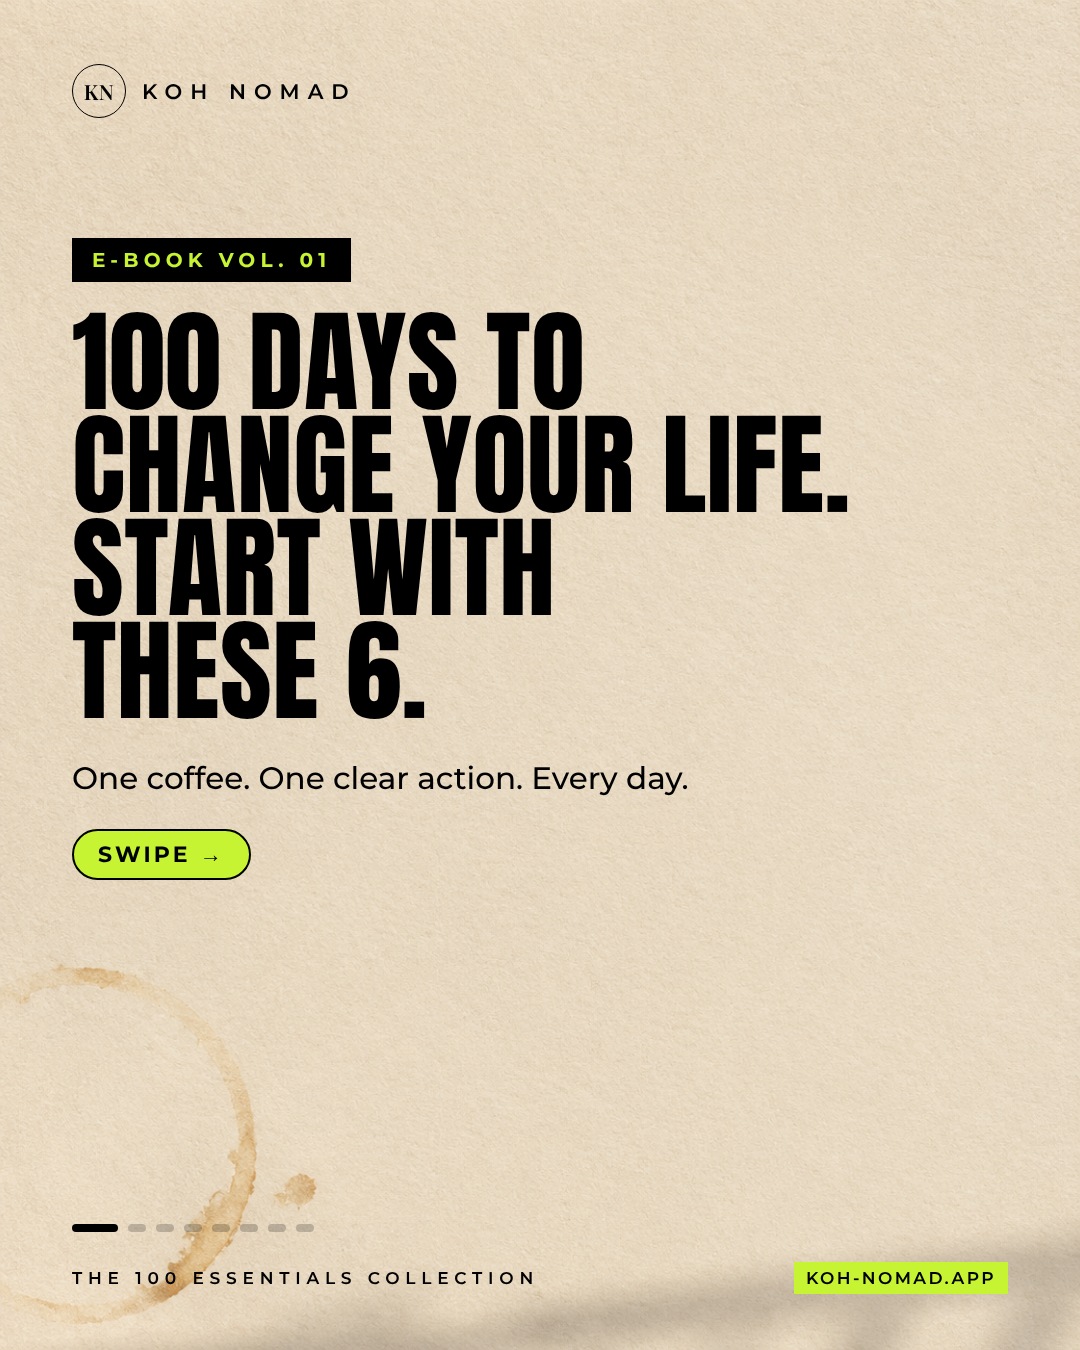 KN KOH NOMAD
E-BOOK VOL. 01
100 DAYS TO
CHANGE YOUR LIFE.
START WITH
THESE 6.
One coffee. One clear action. Every day.
SWIPE →
THE 100 ESSENTIALS COLLECTION
KOH-NOMAD.APP